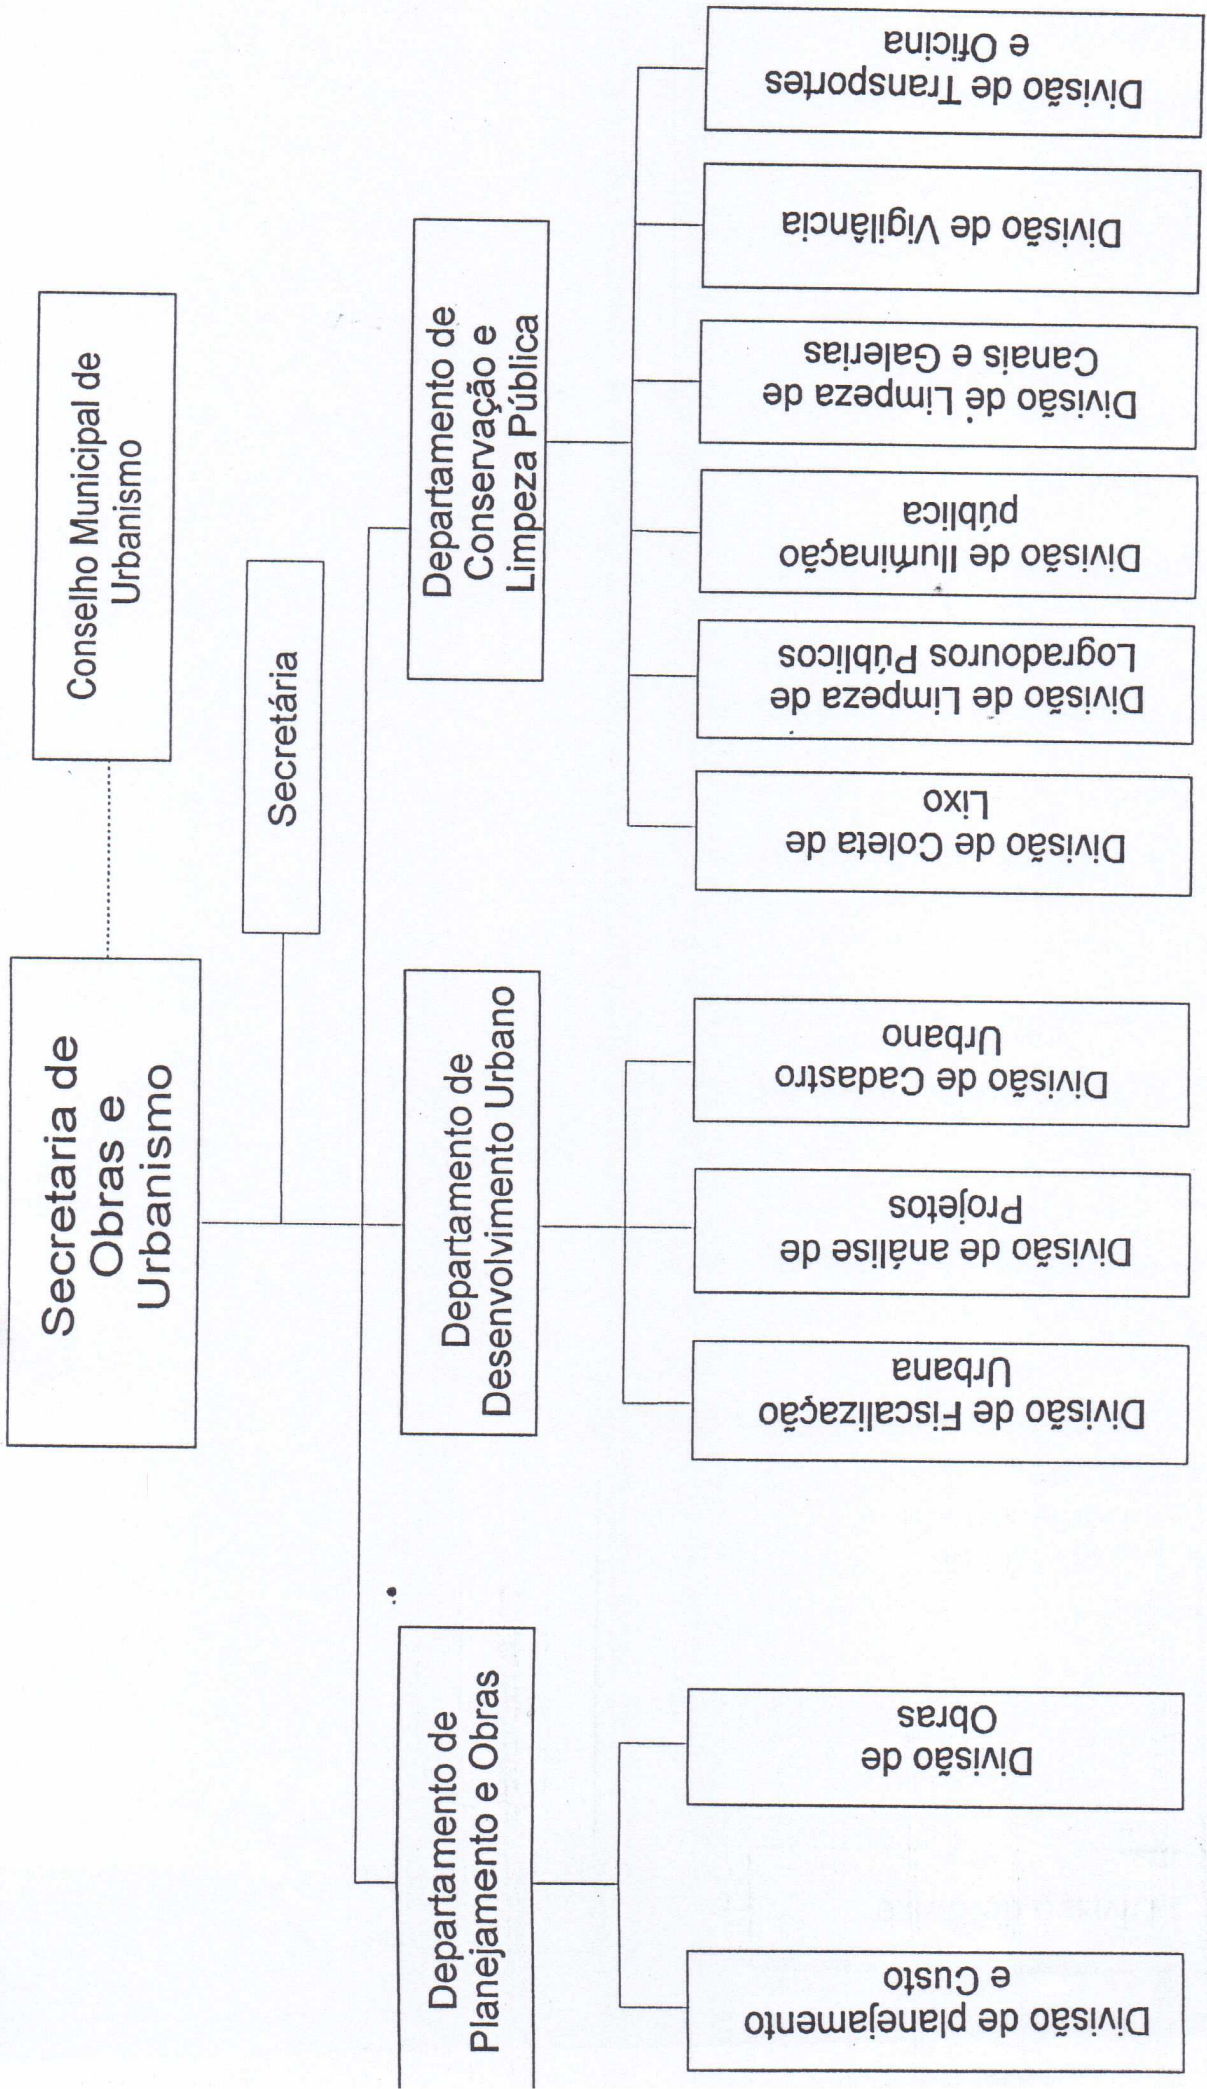 Secretaria de
Obras e
Urbanismo
Conselho Municipal de
Urbanismo
Secretária
Departamento de
Planejamento e Obras
Departamento de
Desenvolvimento Urbano
Departamento de
Conservação e
Limpeza Pública
Divisão de planejamento
e Custo
Divisão de
Obras
Divisão de Fiscalização
Urbana
Divisão de análise de
Projetos
Divisão de Cadastro
Urbano
Divisão de Coleta de
Lixo
Divisão de Limpeza de
Logradouros Públicos
Divisão de Iluminação
pública
Divisão de Limpeza de
Canais e Galerias
Divisão de Vigilância
Divisão de Transportes
e Oficina